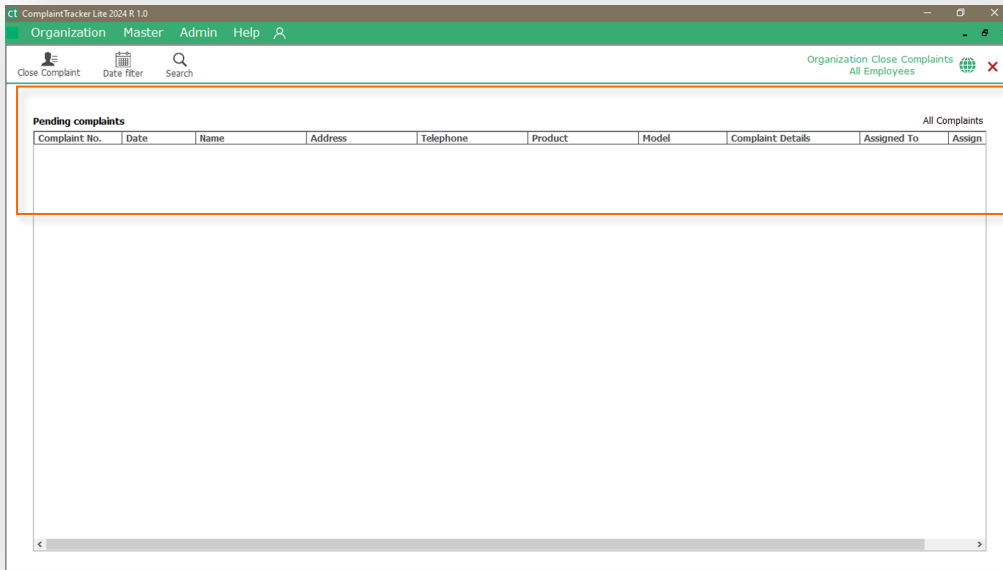 ct ComplaintTracker Lite 2024 R 1.0
Organization Master Admin Help
Close Complaint Date filter Search
Organization Close Complaints
All Employees
Pending complaints All Complaints
Complaint No. Date Name Address Telephone Product Model Complaint Details Assigned To Assign